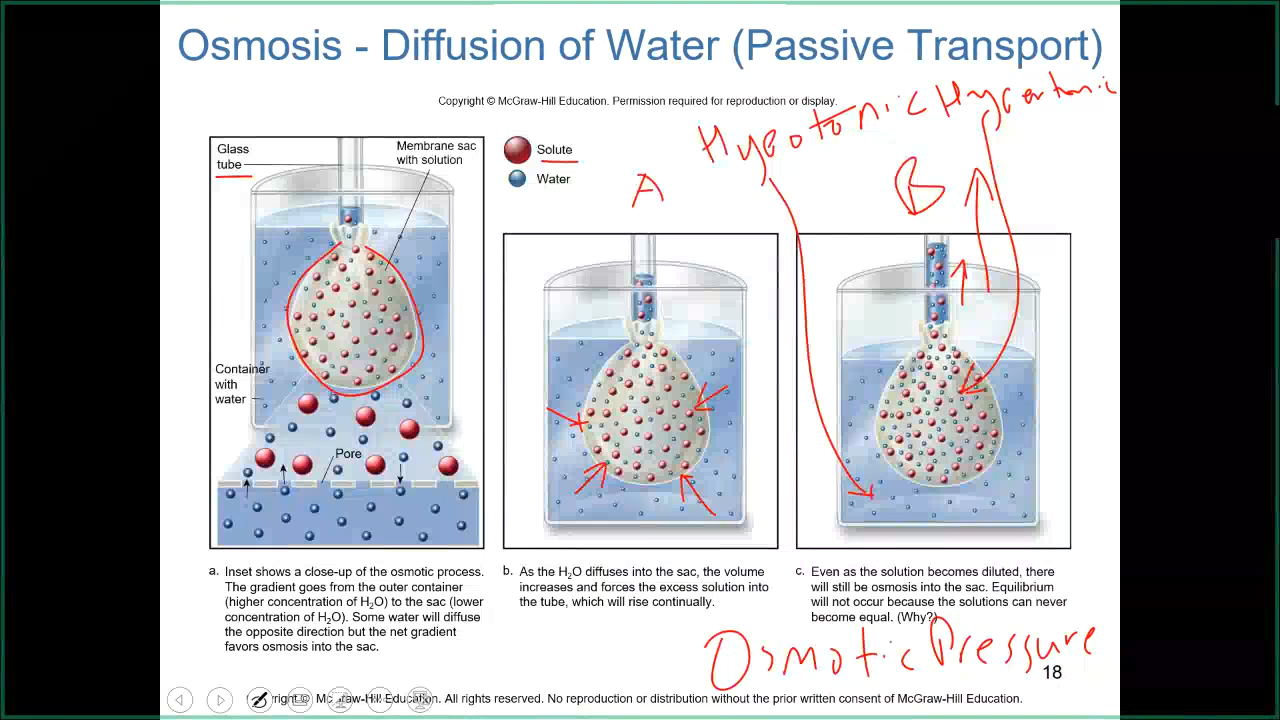 Osmosis - Diffusion of Water (Passive Transport)
Copyright © McGraw-Hill Education. Permission required for reproduction or display.
Hypotonic Hypertonic
Glass
tube
Membrane sac
with solution
Solute
Water
A
B
Container
with
water
Pore
a. Inset shows a close-up of the osmotic process.
The gradient goes from the outer container
(higher concentration of H₂O) to the sac (lower
concentration of H₂O). Some water will diffuse
the opposite direction but the net gradient
favors osmosis into the sac.
b. As the H₂O diffuses into the sac, the volume
increases and forces the excess solution into
the tube, which will rise continually.
c. Even as the solution becomes diluted, there
will still be osmosis into the sac. Equilibrium
will not occur because the solutions can never
become equal. (Why?)
Osmotic Pressure
18
Education. All rights reserved. No reproduction or distribution without the prior written consent of McGraw-Hill Education.